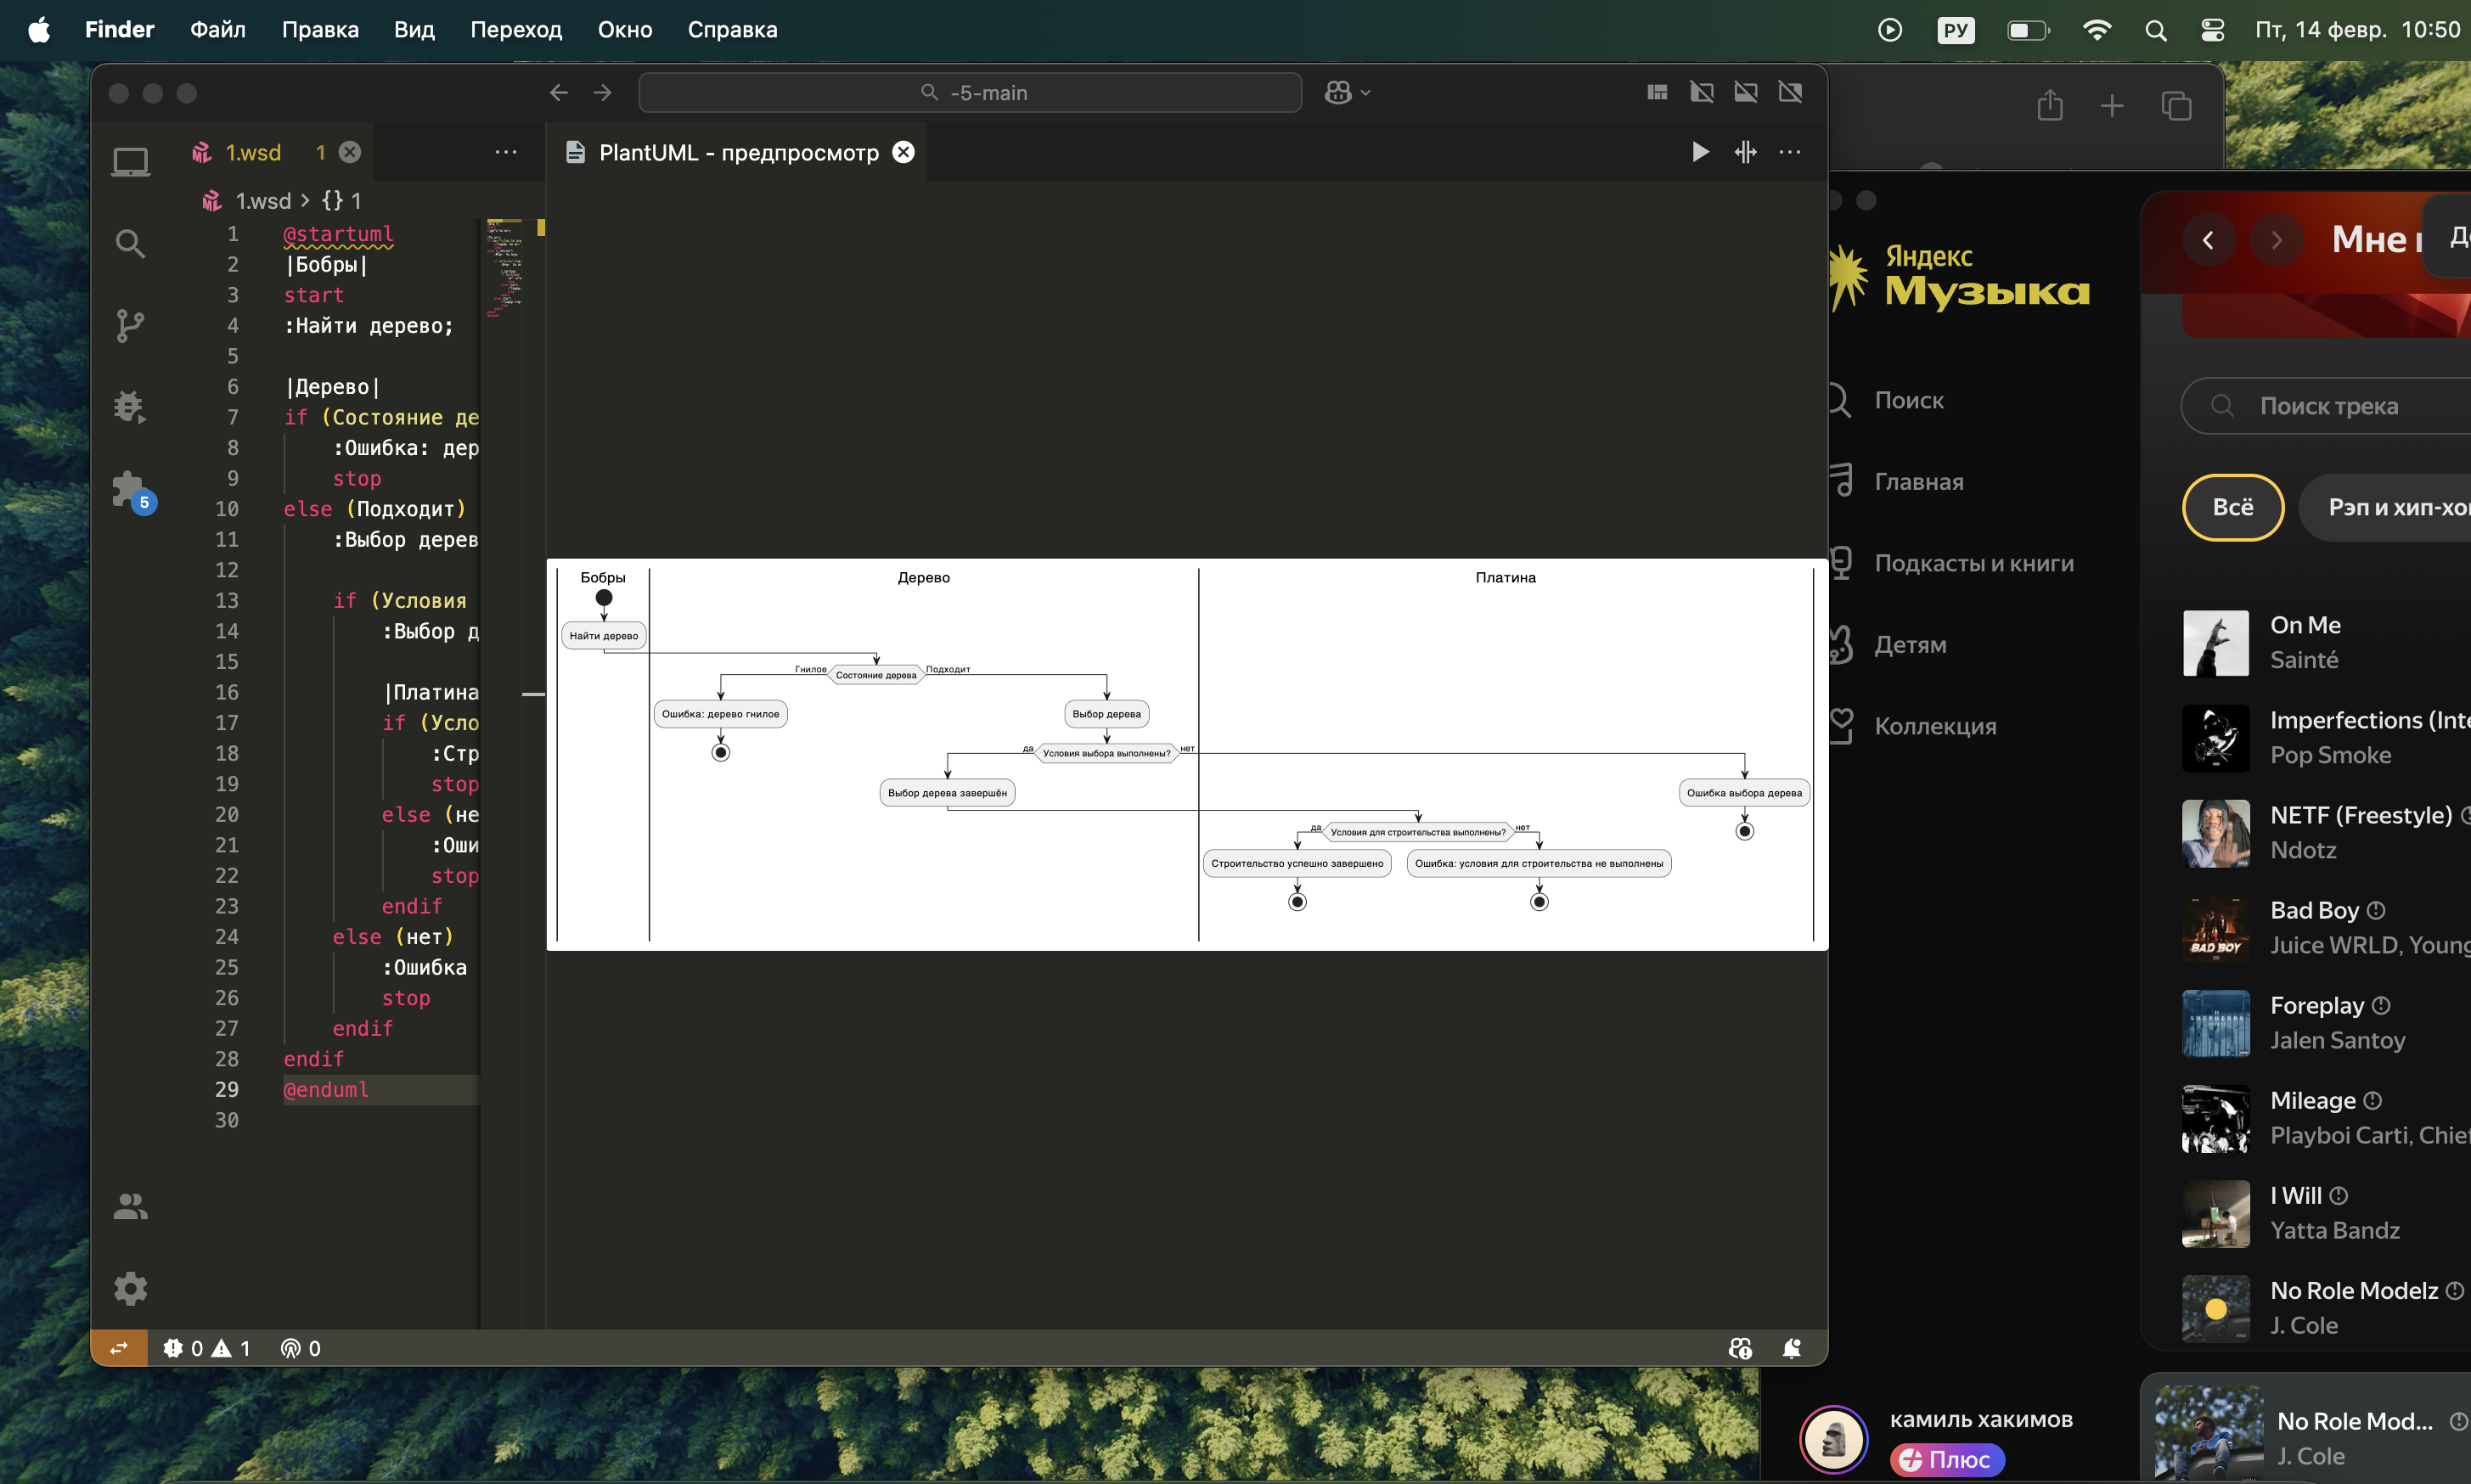 Finder Файл Правка Вид Переход Окно Справка
РУ
Пт, 14 февр. 10:50
-5-main
1.wsd 1
PlantUML - предпросмотр
1.wsd > {} 1
1 @startuml
2 |Бобры|
3 start
4 :Найти дерево;
5
6 |Дерево|
7 if (Состояние де
8 :Ошибка: дер
9 stop
10 else (Подходит)
11 :Выбор дерев
12
13 if (Условия
14 :Выбор д
15
16 |Платина
17 if (Усло
18 :Стр
19 stop
20 else (не
21 :Оши
22 stop
23 endif
24 else (нет)
25 :Ошибка
26 stop
27 endif
28 endif
29 @enduml
30
5
0 1 0
Бобры Дерево Платина
Найти дерево
Гнилое Состояние дерева Подходит
Ошибка: дерево гнилое Выбор дерева
да Условия выбора выполнены? нет
Выбор дерева завершён Ошибка выбора дерева
да Условия для строительства выполнены? нет
Строительство успешно завершено Ошибка: условия для строительства не выполнены
Яндекс
Музыка
Поиск
Главная
Подкасты и книги
Детям
Коллекция
камиль хакимов
Плюс
Мне
Поиск трека
Всё Рэп и хип-хо
On Me
Sainté
Imperfections (Inte
Pop Smoke
NETF (Freestyle)
Ndotz
BAD BOY
Bad Boy
Juice WRLD, Young
Foreplay
Jalen Santoy
Mileage
Playboi Carti, Chief
I Will
Yatta Bandz
No Role Modelz
J. Cole
No Role Mod...
J. Cole